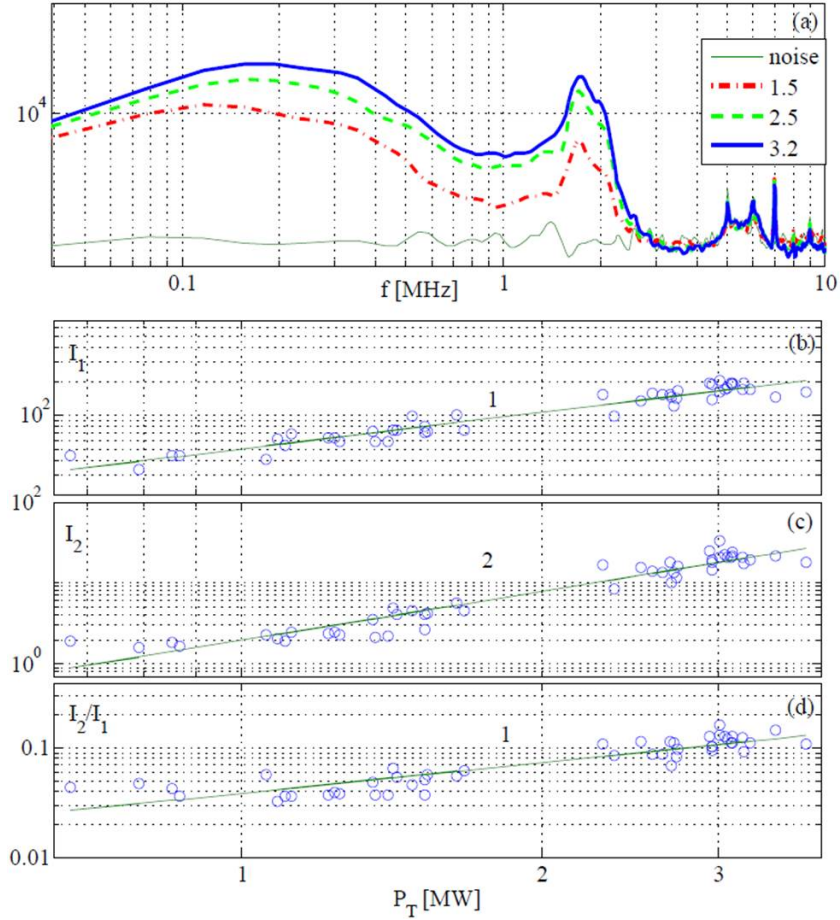 (a)
noise
1.5
2.5
3.2
10^4
0.1 1 10
f [MHz]
(b)
I_1
1
10^2
10^2
(c)
I_2
2
10^0
(d)
I_2/I_1
1
0.1
0.01
1 2 3
P_T [MW]